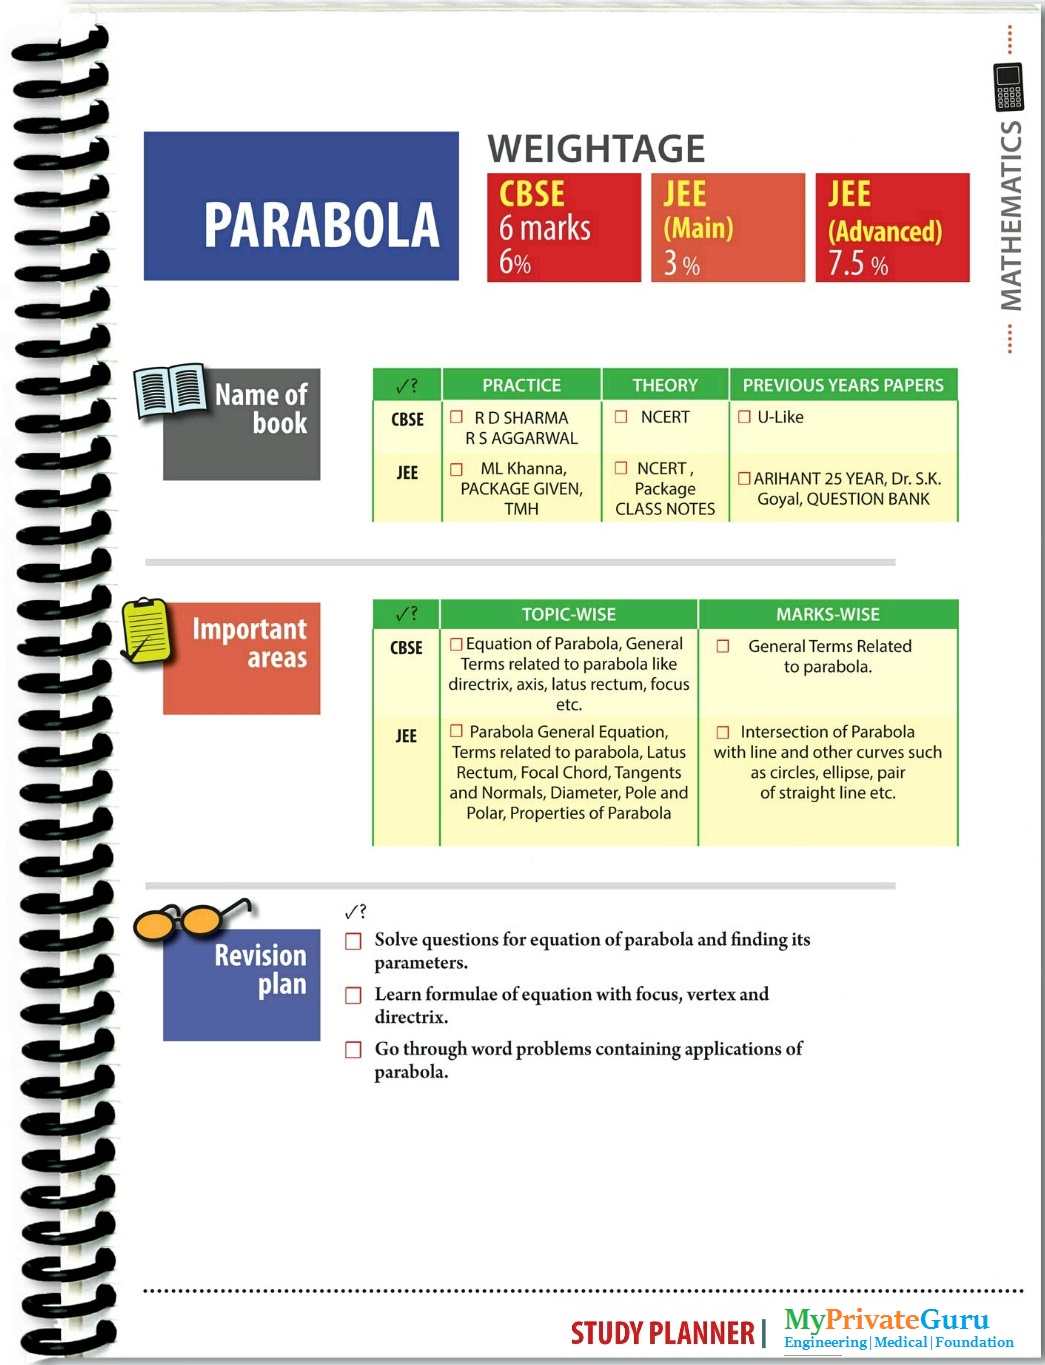 MATHEMATICS
PARABOLA
WEIGHTAGE
CBSE
6 marks
6%
JEE
(Main)
3 %
JEE
(Advanced)
7.5 %
Name of
book
✓?
PRACTICE
THEORY
PREVIOUS YEARS PAPERS
CBSE
R D SHARMA
R S AGGARWAL
NCERT
U-Like
JEE
ML Khanna,
PACKAGE GIVEN,
TMH
NCERT ,
Package
CLASS NOTES
ARIHANT 25 YEAR, Dr. S.K.
Goyal, QUESTION BANK
Important
areas
✓?
TOPIC-WISE
MARKS-WISE
CBSE
Equation of Parabola, General
Terms related to parabola like
directrix, axis, latus rectum, focus
etc.
General Terms Related
to parabola.
JEE
Parabola General Equation,
Terms related to parabola, Latus
Rectum, Focal Chord, Tangents
and Normals, Diameter, Pole and
Polar, Properties of Parabola
Intersection of Parabola
with line and other curves such
as circles, ellipse, pair
of straight line etc.
Revision
plan
✓?
Solve questions for equation of parabola and finding its
parameters.
Learn formulae of equation with focus, vertex and
directrix.
Go through word problems containing applications of
parabola.
STUDY PLANNER |
MyPrivateGuru
Engineering|Medical|Foundation